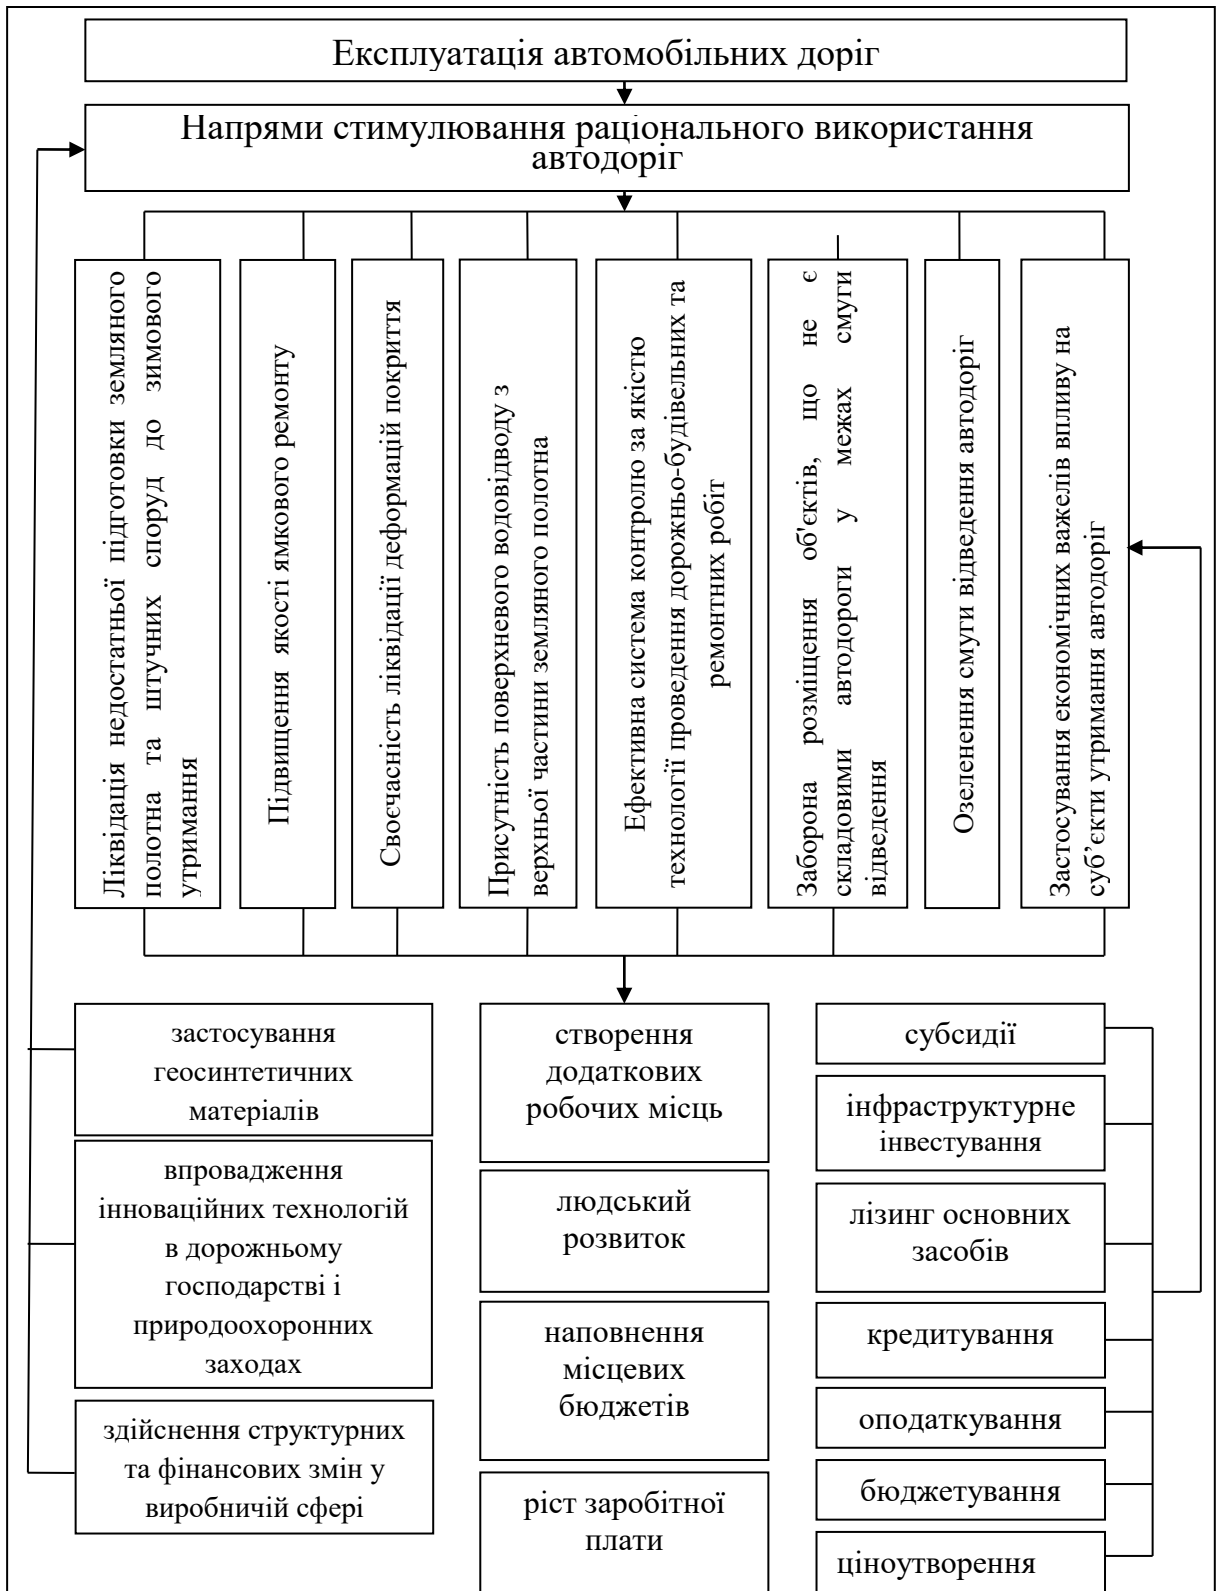 Експлуатація автомобільних доріг
Напрями стимулювання раціонального використання
автодоріг
Ліквідація недостатньої підготовки земляного
полотна та штучних споруд до зимового
утримання
Підвищення якості ямкового ремонту
Своєчасність ліквідації деформацій покриття
Присутність поверхневого водовідводу з
верхньої частини земляного полотна
Ефективна система контролю за якістю
технології проведення дорожньо-будівельних та
ремонтних робіт
Заборона розміщення об'єктів, що не є
складовими автодороги у межах смуги
відведення
Озеленення смуги відведення автодоріг
Застосування економічних важелів впливу на
суб’єкти утримання автодоріг
застосування
геосинтетичних
матеріалів
впровадження
інноваційних технологій
в дорожньому
господарстві і
природоохоронних
заходах
здійснення структурних
та фінансових змін у
виробничій сфері
створення
додаткових
робочих місць
людський
розвиток
наповнення
місцевих
бюджетів
ріст заробітної
плати
субсидії
інфраструктурне
інвестування
лізинг основних
засобів
кредитування
оподаткування
бюджетування
ціноутворення